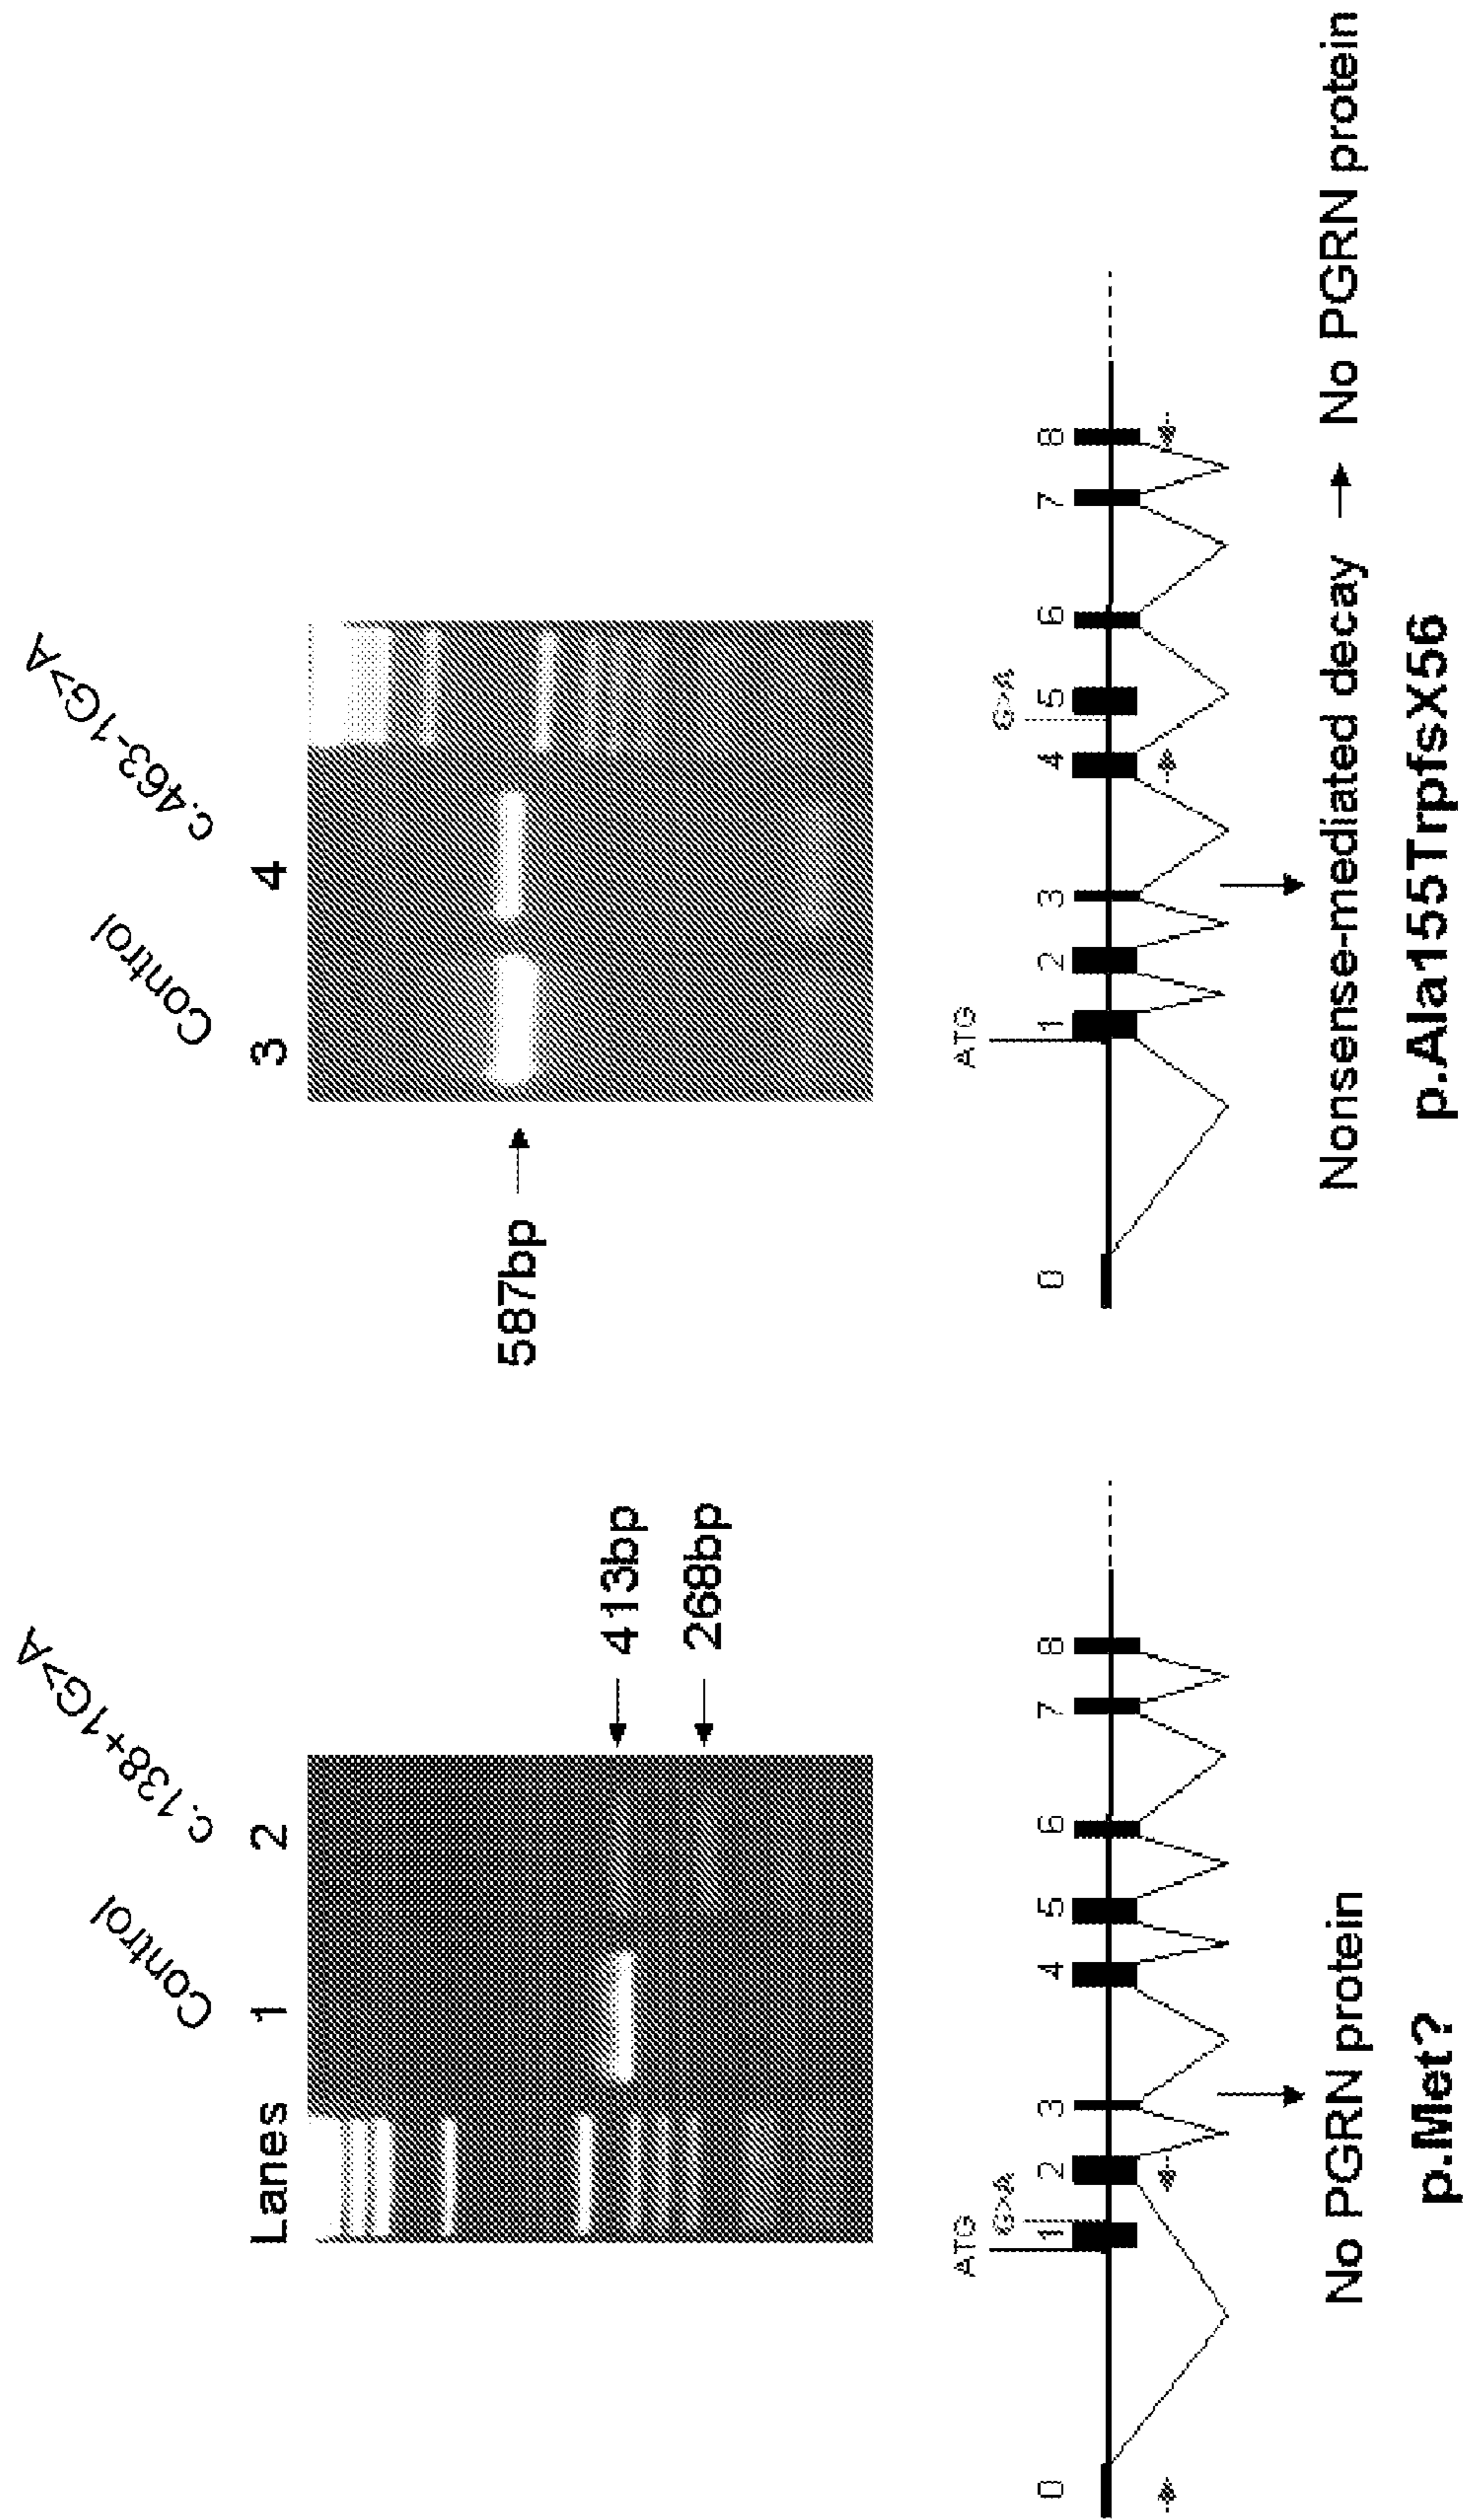 c.138+1G>A
Control
Lanes 1 2
413bp
268bp
ATG
G>A
0 1 2 3 4 5 6 7 8
No PGRN protein
p.Met?
c.463-1G>A
Control
3 4
587bp
ATG
G>A
0 1 2 3 4 5 6 7 8
Nonsense-mediated decay → No PGRN protein
p.Ala155TrpfsX56